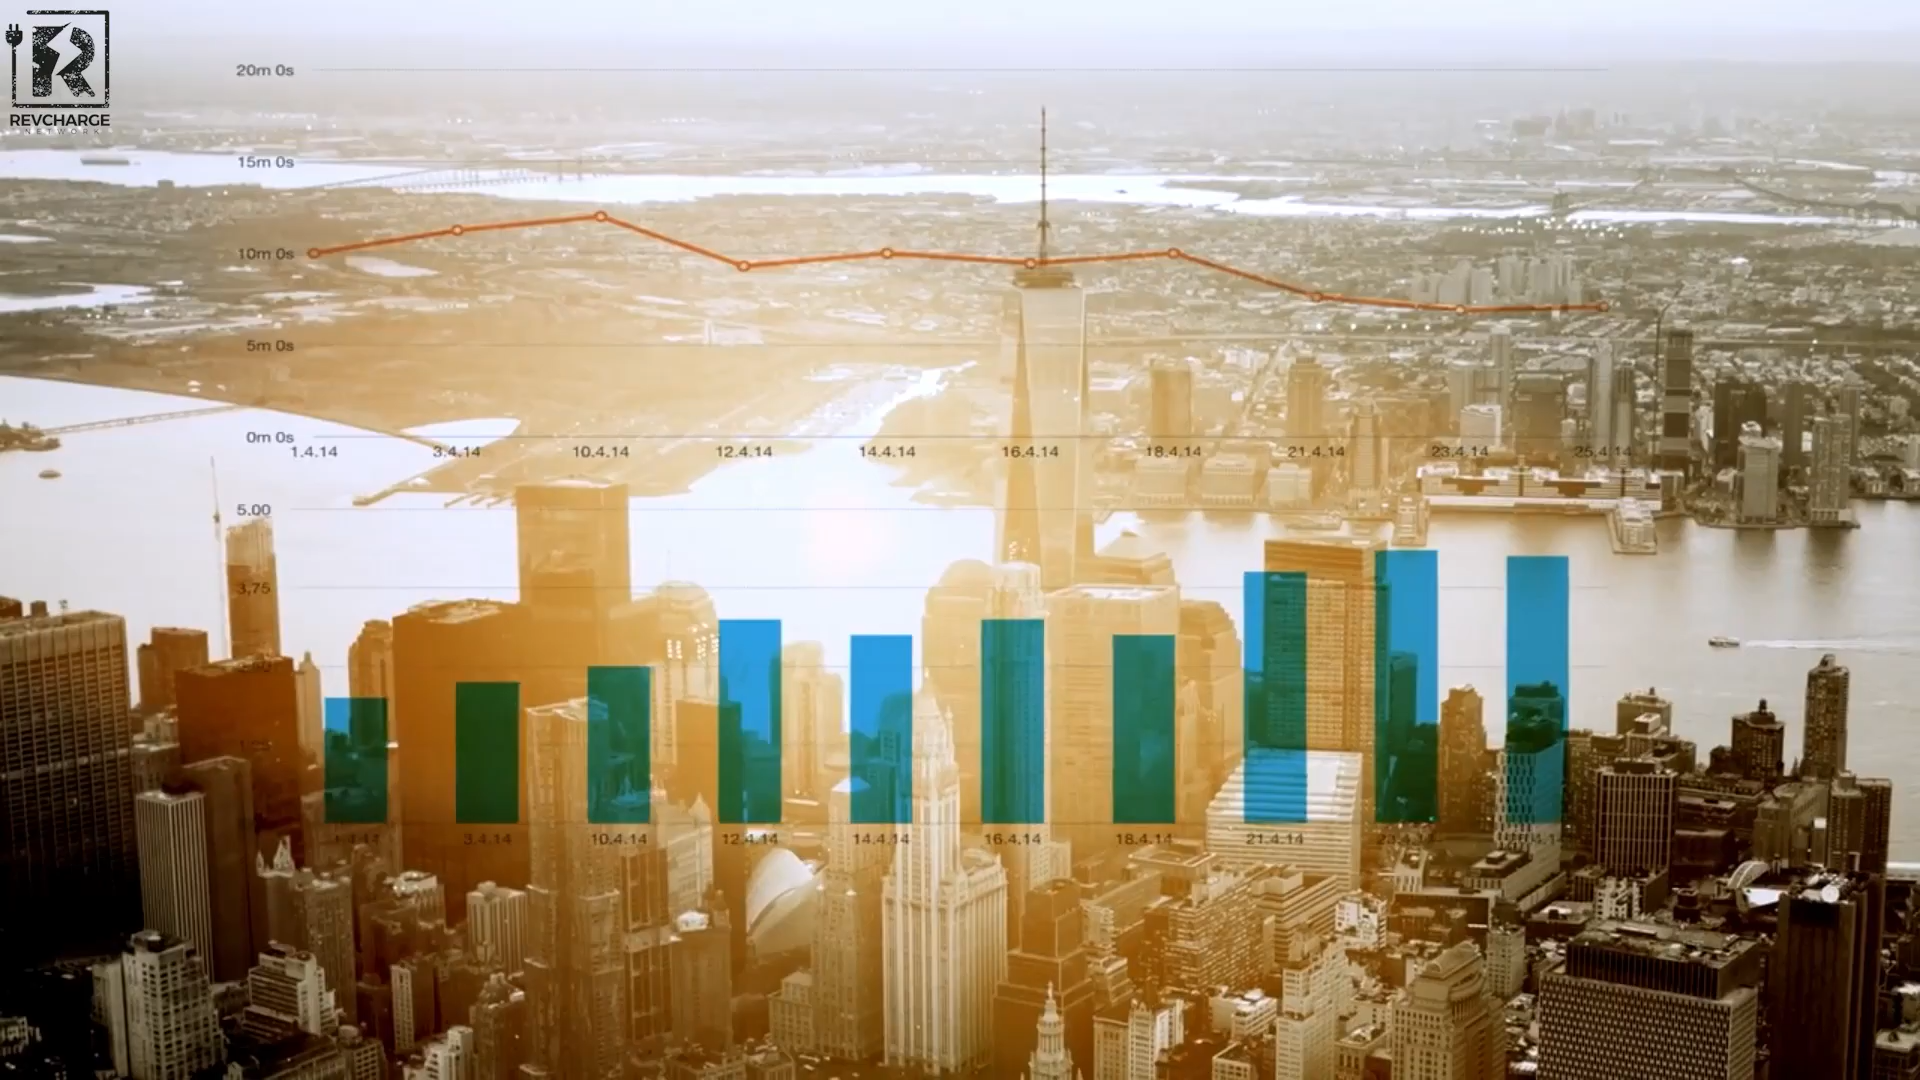 REVCHARGE
NETWORK
20m 0s
15m 0s
10m 0s
5m 0s
0m 0s
1.4.14 3.4.14 10.4.14 12.4.14 14.4.14 16.4.14 18.4.14 21.4.14 23.4.14 25.4.14
5.00
3.75
1.25
3.4.14 10.4.14 12.4.14 14.4.14 16.4.14 18.4.14 21.4.14